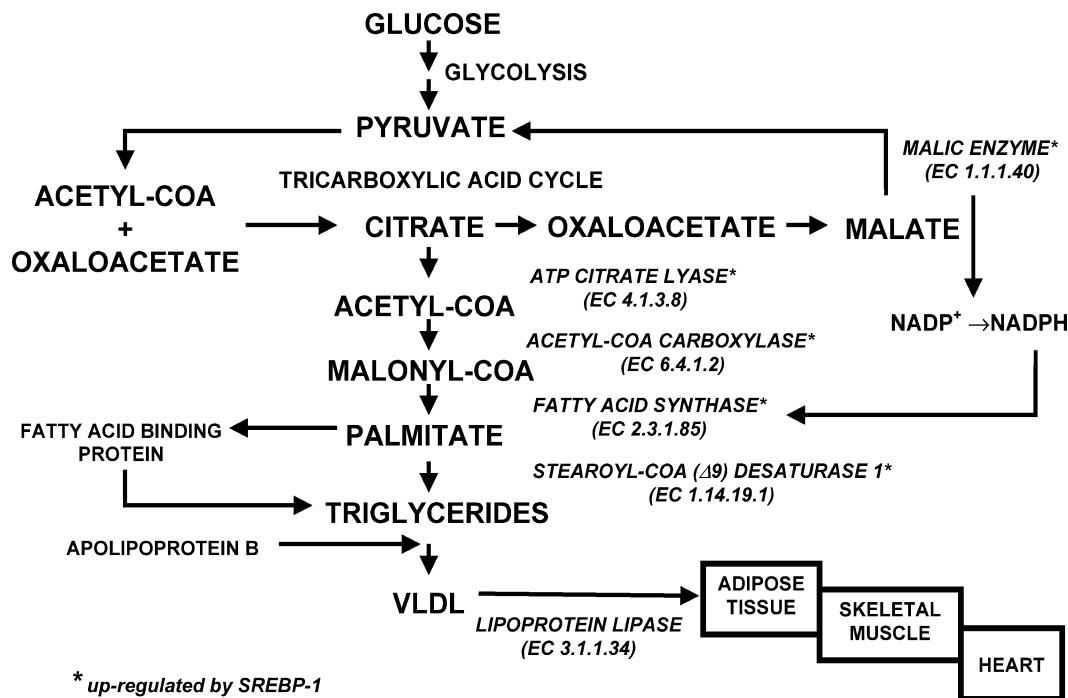 GLUCOSE
GLYCOLYSIS
PYRUVATE
MALIC ENZYME*
(EC 1.1.1.40)
TRICARBOXYLIC ACID CYCLE
ACETYL-COA
+
OXALOACETATE
CITRATE
OXALOACETATE
MALATE
ATP CITRATE LYASE*
(EC 4.1.3.8)
ACETYL-COA
NADP+ →NADPH
ACETYL-COA CARBOXYLASE*
(EC 6.4.1.2)
MALONYL-COA
FATTY ACID SYNTHASE*
(EC 2.3.1.85)
FATTY ACID BINDING
PROTEIN
PALMITATE
STEAROYL-COA (Δ9) DESATURASE 1*
(EC 1.14.19.1)
TRIGLYCERIDES
APOLIPOPROTEIN B
VLDL
LIPOPROTEIN LIPASE
(EC 3.1.1.34)
ADIPOSE
TISSUE
SKELETAL
MUSCLE
HEART
* up-regulated by SREBP-1